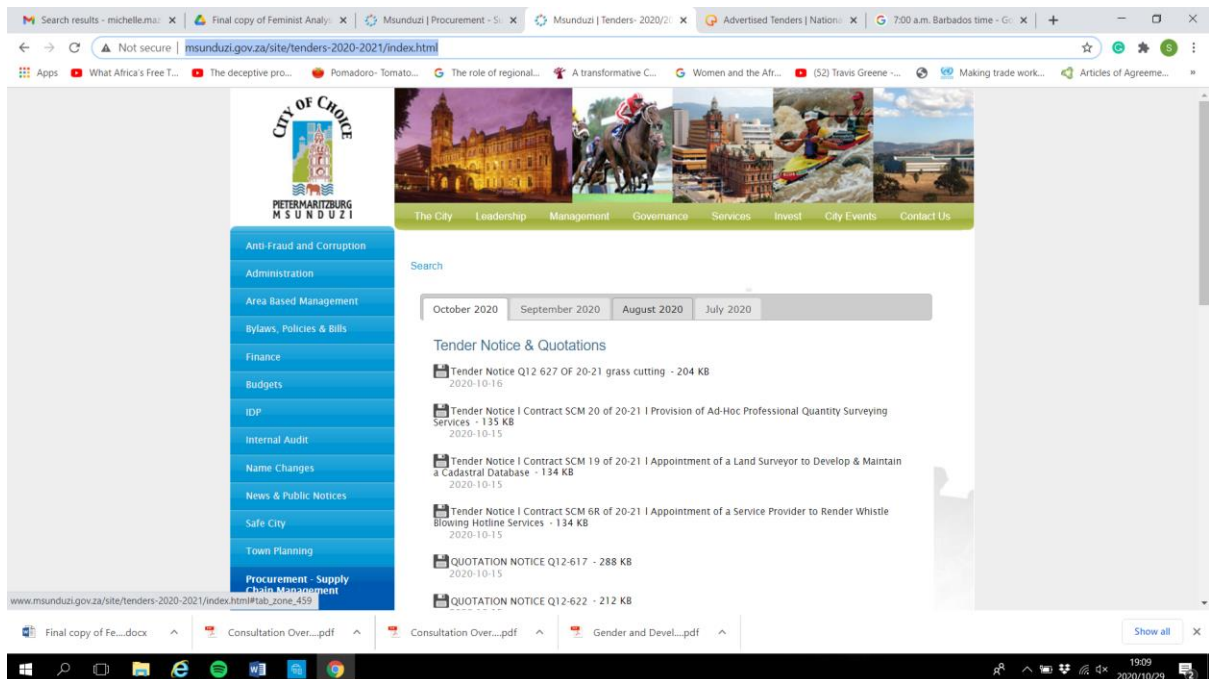 Search results - michelle.maz
Final copy of Feminist Analy
Msunduzi | Procurement - Su
Msunduzi | Tenders- 2020/20
Advertised Tenders | Nationa
7:00 a.m. Barbados time - Go
Not secure | msunduzi.gov.za/site/tenders-2020-2021/index.html
Apps
What Africa's Free T...
The deceptive pro...
Pomadoro- Tomato...
The role of regional...
A transformative C...
Women and the Afr...
(52) Travis Greene -...
Making trade work...
Articles of Agreeme...
CITY OF CHOICE
PIETERMARITZBURG
MSUNDUZI
The City
Leadership
Management
Governance
Services
Invest
City Events
Contact Us
Anti-Fraud and Corruption
Administration
Area Based Management
Bylaws, Policies & Bills
Finance
Budgets
IDP
Internal Audit
Name Changes
News & Public Notices
Safe City
Town Planning
Procurement - Supply
Chain Management
Search
October 2020
September 2020
August 2020
July 2020
Tender Notice & Quotations
Tender Notice Q12 627 OF 20-21 grass cutting - 204 KB
2020-10-16
Tender Notice l Contract SCM 20 of 20-21 l Provision of Ad-Hoc Professional Quantity Surveying
Services - 135 KB
2020-10-15
Tender Notice l Contract SCM 19 of 20-21 l Appointment of a Land Surveyor to Develop & Maintain
a Cadastral Database - 134 KB
2020-10-15
Tender Notice l Contract SCM 6R of 20-21 l Appointment of a Service Provider to Render Whistle
Blowing Hotline Services - 134 KB
2020-10-15
QUOTATION NOTICE Q12-617 - 288 KB
2020-10-15
QUOTATION NOTICE Q12-622 - 212 KB
www.msunduzi.gov.za/site/tenders-2020-2021/index.html#tab_zone_459
Final copy of Fe....docx
Consultation Over....pdf
Consultation Over....pdf
Gender and Devel....pdf
Show all
19:09
2020/10/29